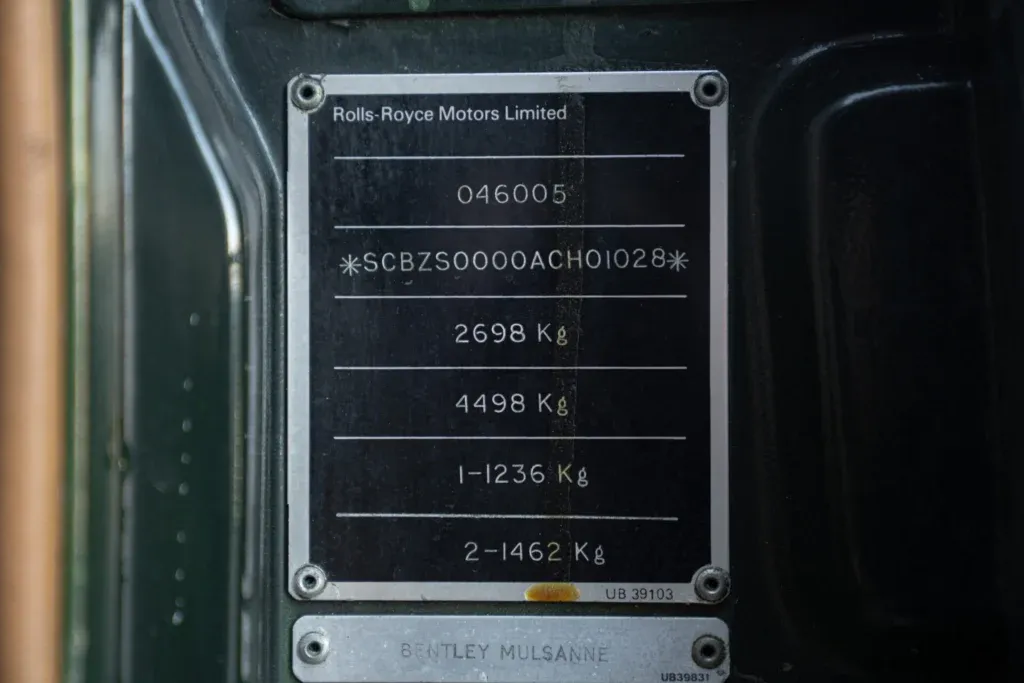 Rolls-Royce Motors Limited
046005
*SCBZS0000ACH01028*
2698 Kg
4498 Kg
1-1236 Kg
2-1462 Kg
UB 39103
BENTLEY MULSANNE
UB39831